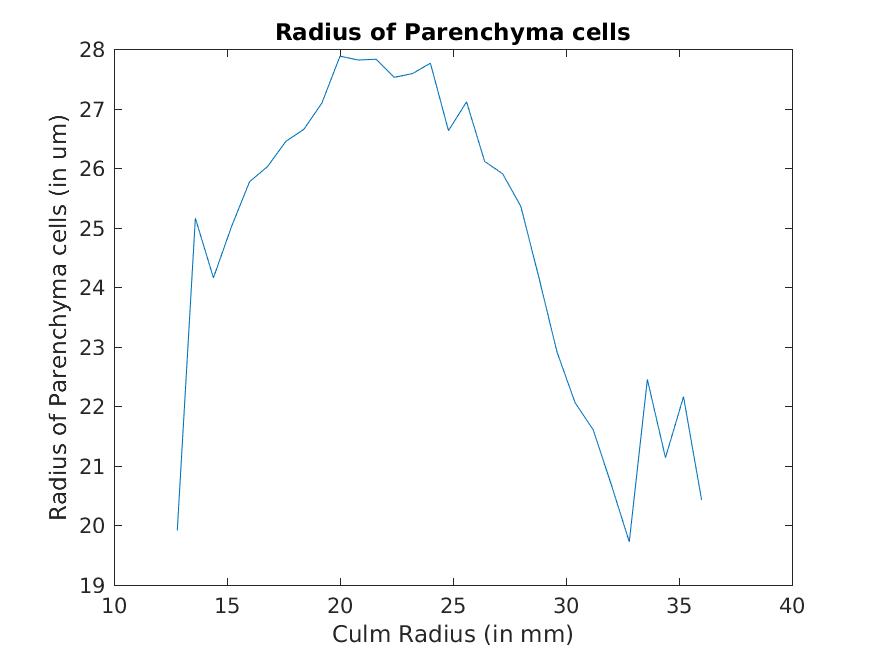 Radius of Parenchyma cells
28
27
26
25
24
23
22
21
20
19
Radius of Parenchyma cells (in um)
10 15 20 25 30 35 40
Culm Radius (in mm)